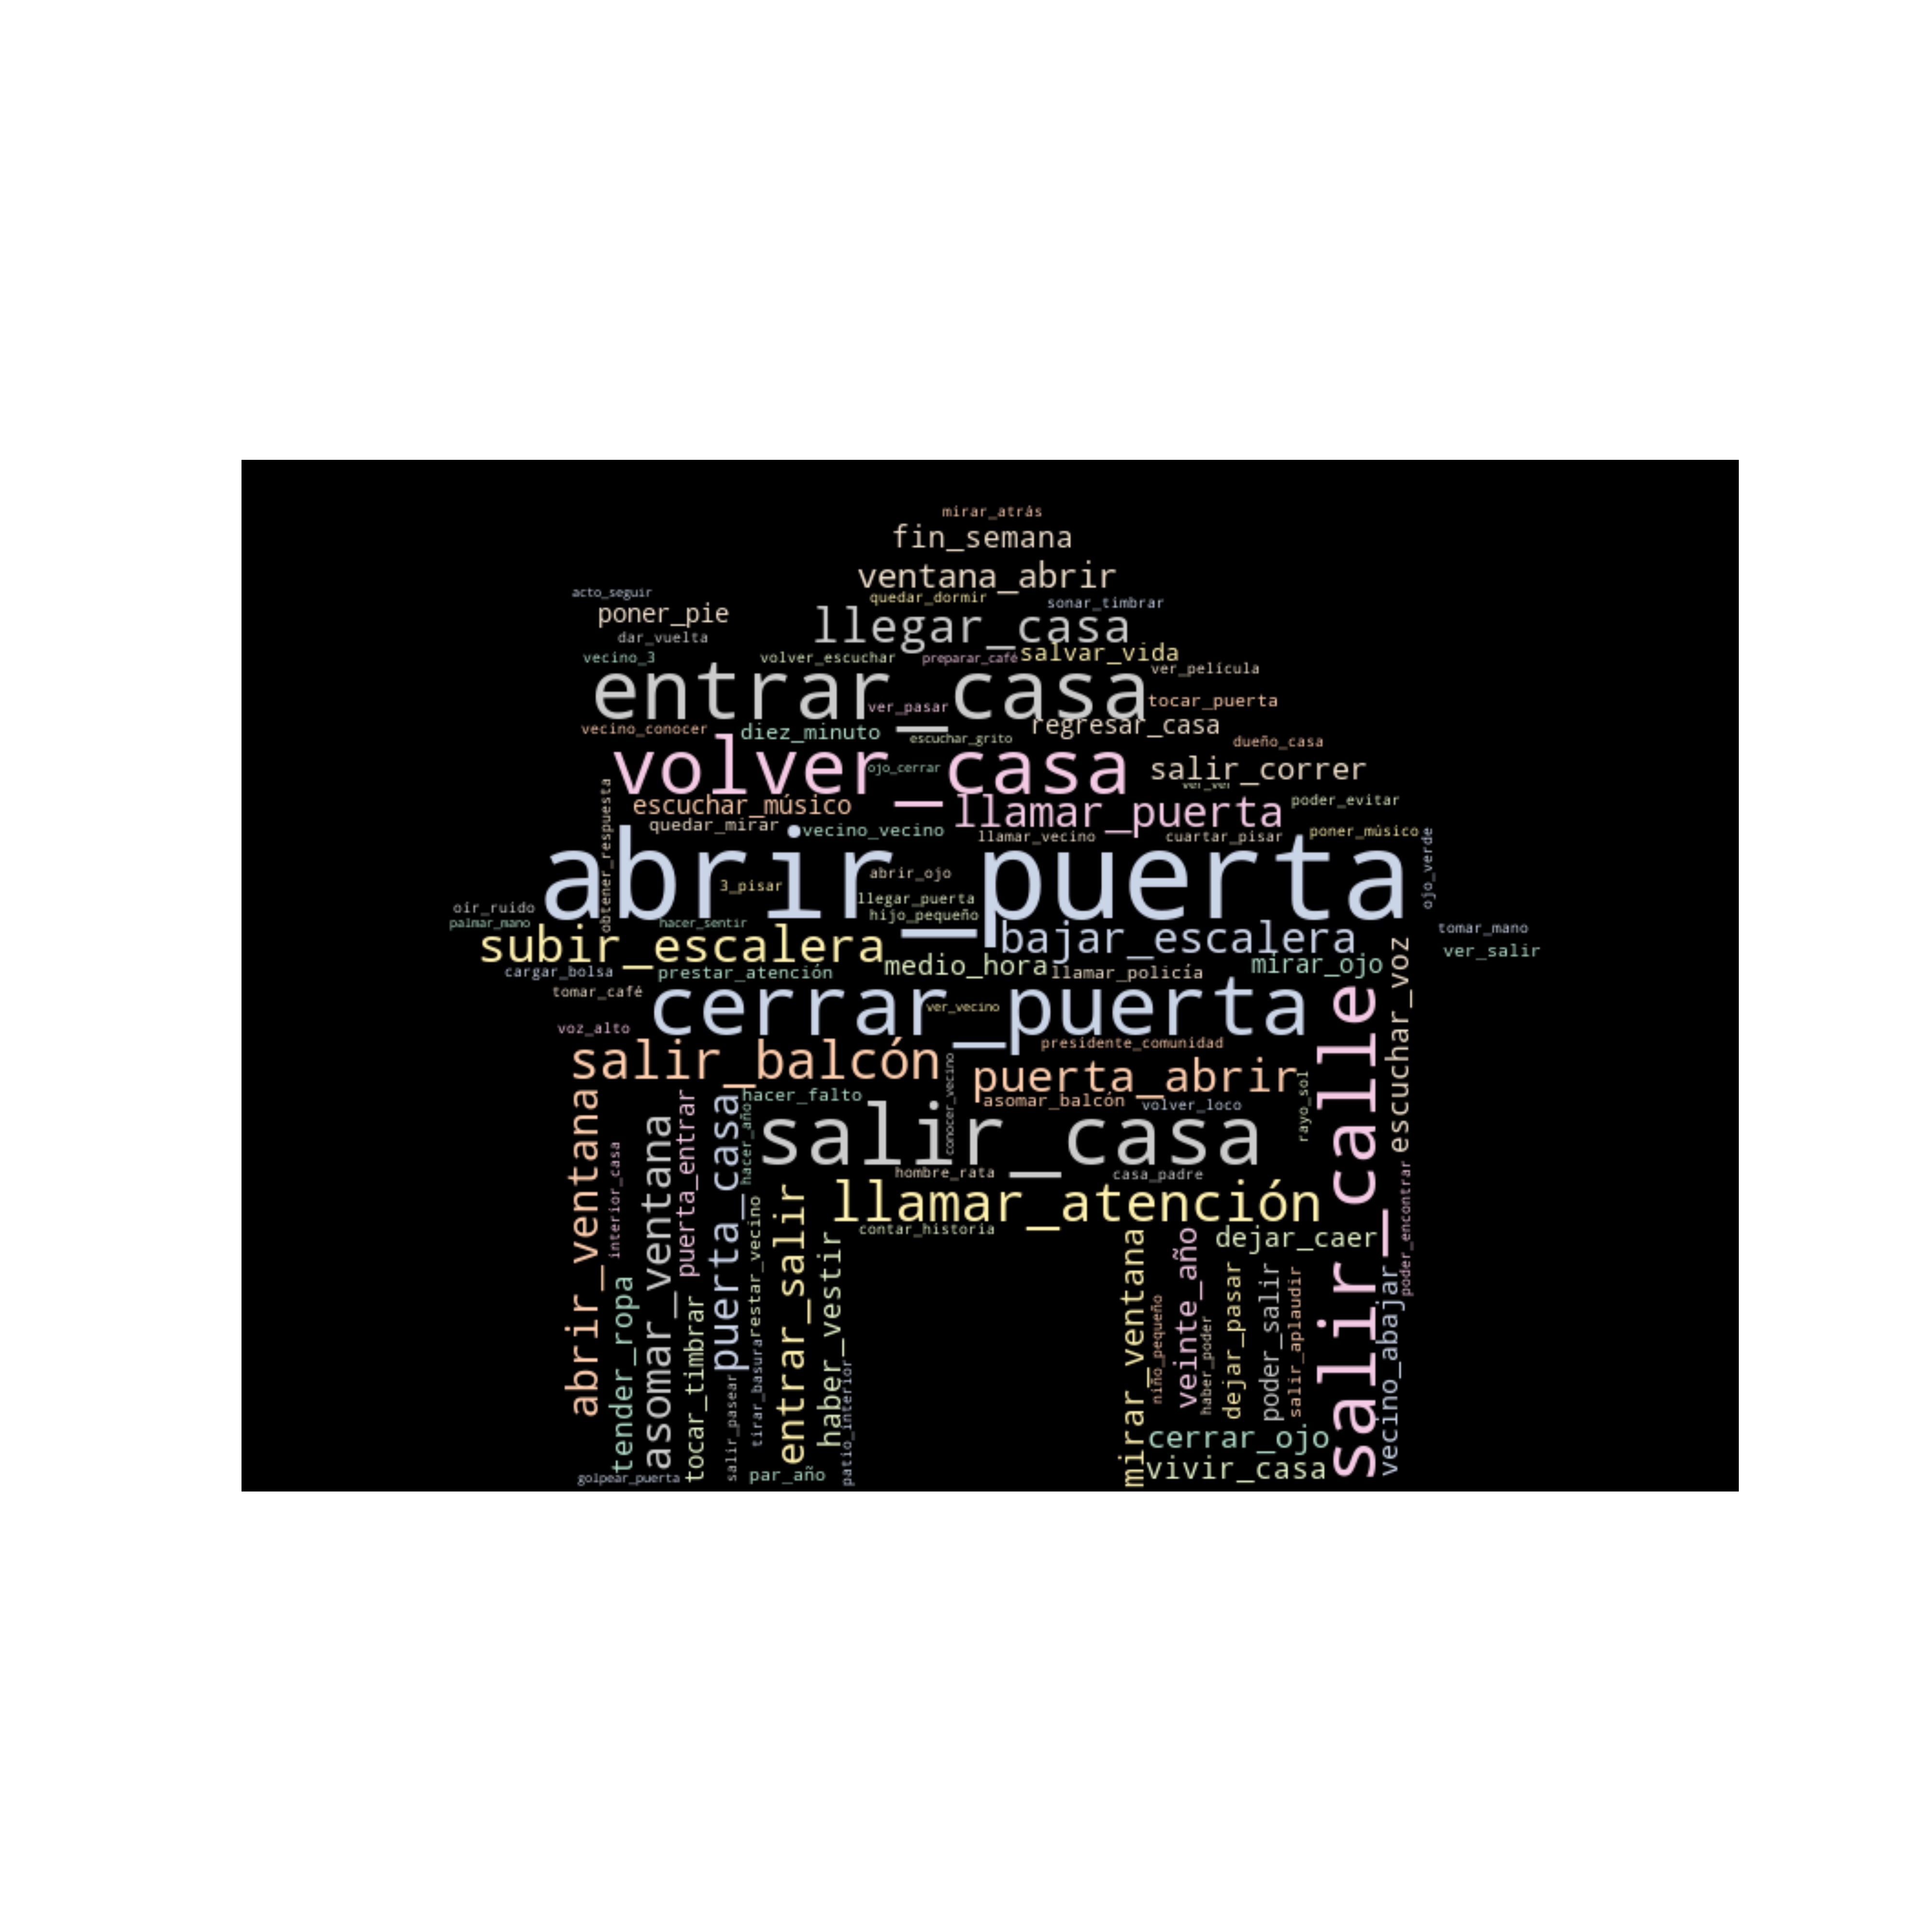 mirar_atrás
fin_semana
ventana_abrir
acto_seguir
quedar_dormir
sonar_timbrar
poner_pie
llegar_casa
dar_vuelta
salvar_vida
vecino_3
volver_escuchar
preparar_café
ver_película
entrar_casa
tocar_puerta
ver_pasar
regresar_casa
vecino_conocer
diez_minuto
escuchar_grito
dueño_casa
volver_casa
ojo_cerrar
salir_correr
ver_ver
escuchar_músico
llamar_puerta
poder_evitar
obtener_respuesta
quedar_mirar
vecino_vecino
llamar_vecino
cuartar_pisar
poner_músico
ojo_verde
abrir_puerta
abrir_ojo
3_pisar
llegar_puerta
oír_ruido
hijo_pequeño
palmar_mano
hacer_sentir
tomar_mano
subir_escalera
bajar_escalera
ver_salir
medio_hora
mirar_ojo
cargar_bolsa
prestar_atención
llamar_policía
escuchar_voz
tomar_café
cerrar_puerta
ver_vecino
voz_alto
presidente_comunidad
salir_balcón
puerta_abrir
conocer_vecino
rayo_sol
hacer_falto
asomar_balcón
volver_loco
salir_calle
abrir_ventana
interior_casa
asomar_ventana
puerta_entrar
puerta_casa
hacer_año
salir_casa
hombre_rata
casa_padre
llamar_atención
contar_historia
poder_encontrar
dejar_caer
tender_ropa
tocar_timbrar
restar_vecino
entrar_salir
haber_vestir
mirar_ventana
niño_pequeño
veinte_año
haber_poder
dejar_pasar
poder_salir
salir_aplaudir
vecino_abajar
salir_pasear
tirar_basura
patio_interior
cerrar_ojo
vivir_casa
golpear_puerta
par_año